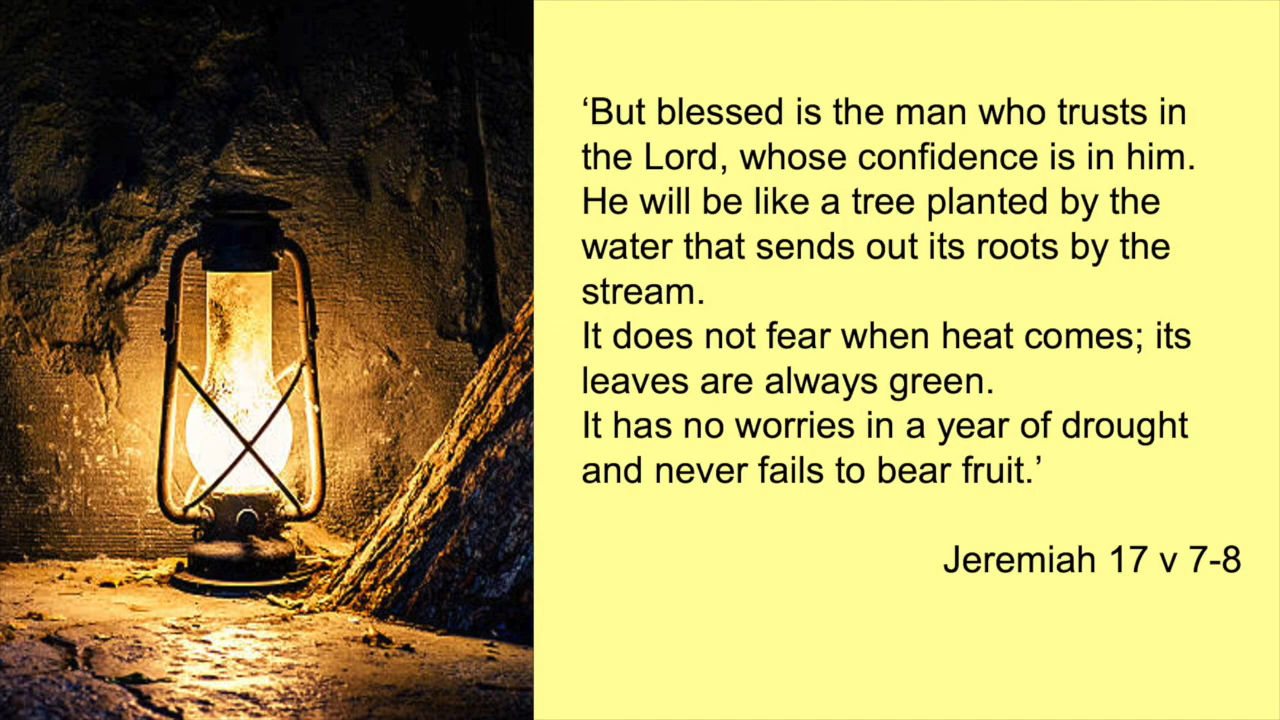 ‘But blessed is the man who trusts in
the Lord, whose confidence is in him.
He will be like a tree planted by the
water that sends out its roots by the
stream.
It does not fear when heat comes; its
leaves are always green.
It has no worries in a year of drought
and never fails to bear fruit.’
Jeremiah 17 v 7-8